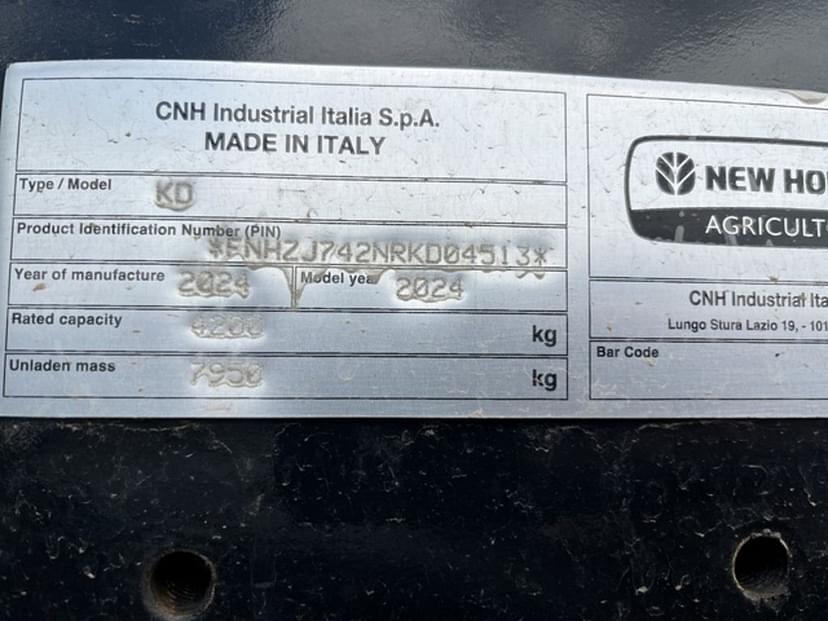 CNH Industrial Italia S.p.A.
MADE IN ITALY
Type / Model KD
Product Identification Number (PIN)
*FNHZJ742NRKD04513*
Year of manufacture 2024 Model year 2024
Rated capacity 4200 kg
Unladen mass 7950 kg
NEW HO
AGRICULT
CNH Industrial Ita
Lungo Stura Lazio 19, - 101
Bar Code